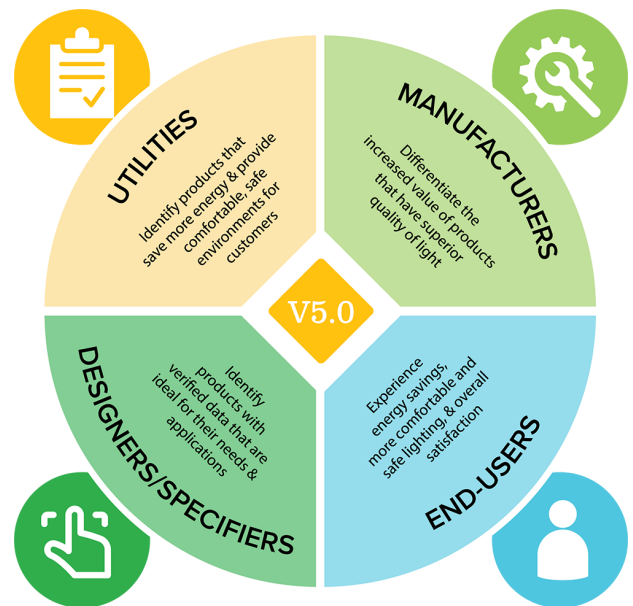 UTILITIES
Identify products that
save more energy & provide
comfortable, safe
environments for
customers
MANUFACTURERS
Differentiate the
increased value of products
that have superior
quality of light
V5.0
DESIGNERS/SPECIFIERS
Identify
products with
verified data that are
ideal for their needs &
applications
END-USERS
Experience
energy savings,
more comfortable and
safe lighting, & overall
satisfaction